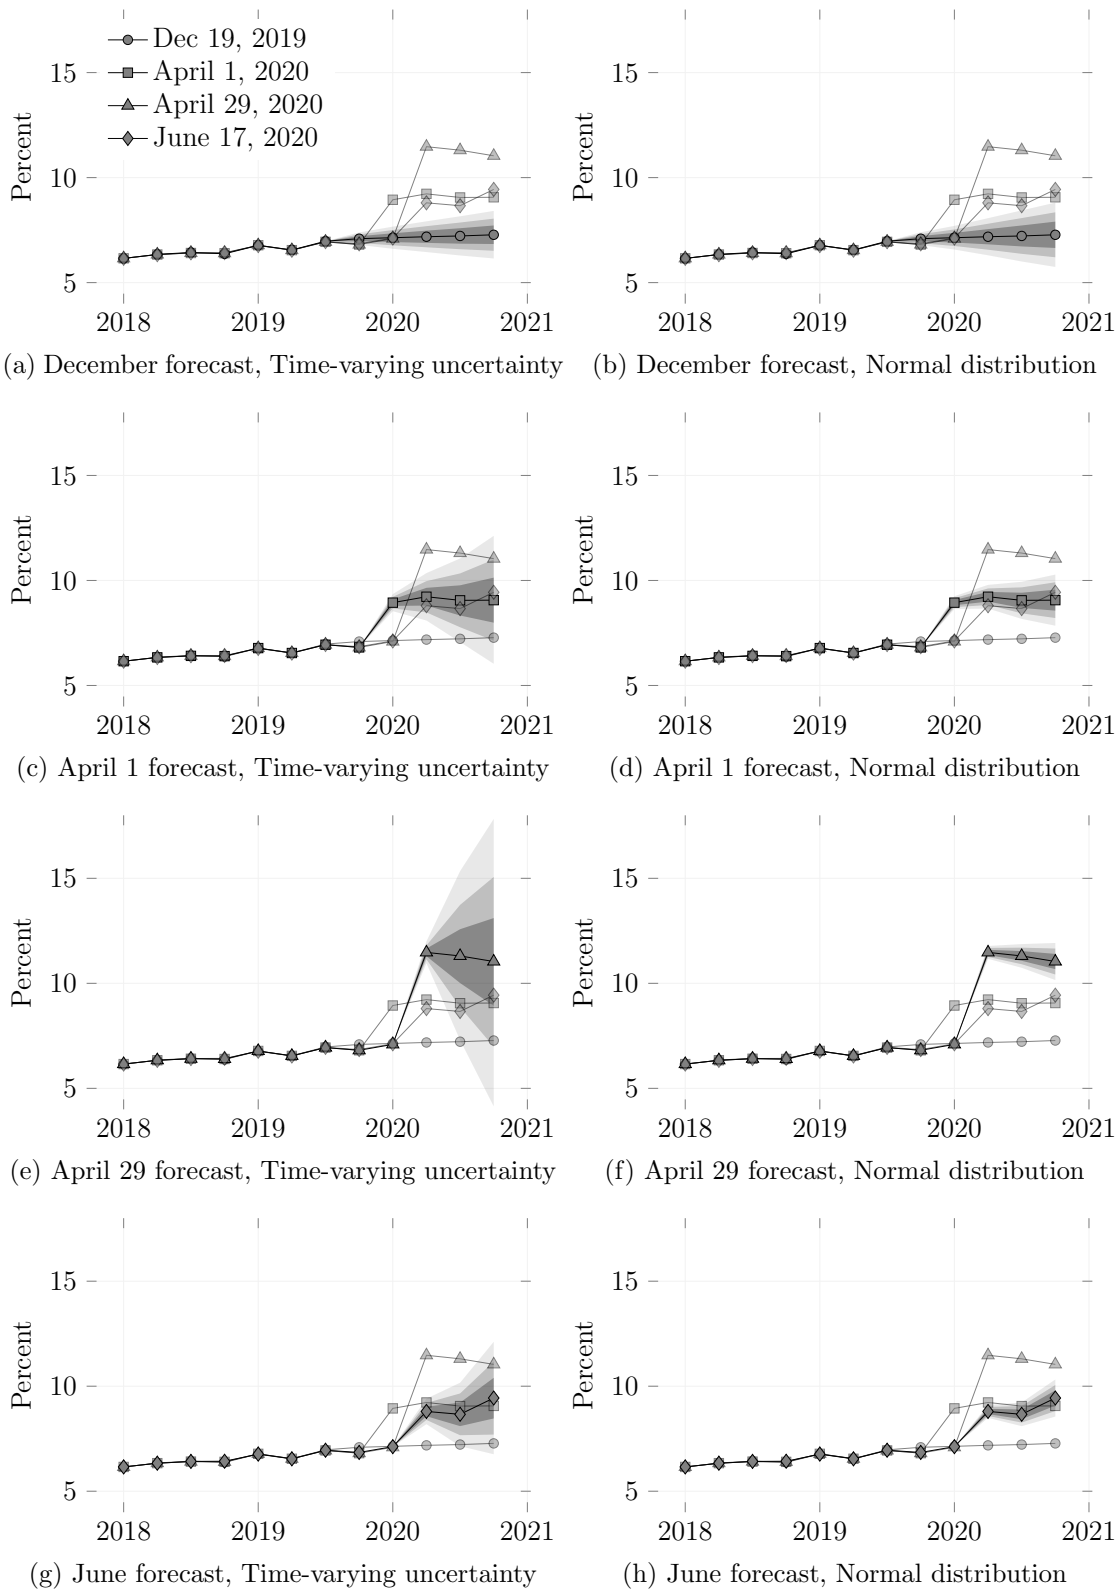 Dec 19, 2019
April 1, 2020
April 29, 2020
June 17, 2020
Percent
15
10
5
2018 2019 2020 2021
(a) December forecast, Time-varying uncertainty
Percent
15
10
5
2018 2019 2020 2021
(b) December forecast, Normal distribution
Percent
15
10
5
2018 2019 2020 2021
(c) April 1 forecast, Time-varying uncertainty
Percent
15
10
5
2018 2019 2020 2021
(d) April 1 forecast, Normal distribution
Percent
15
10
5
2018 2019 2020 2021
(e) April 29 forecast, Time-varying uncertainty
Percent
15
10
5
2018 2019 2020 2021
(f) April 29 forecast, Normal distribution
Percent
15
10
5
2018 2019 2020 2021
(g) June forecast, Time-varying uncertainty
Percent
15
10
5
2018 2019 2020 2021
(h) June forecast, Normal distribution